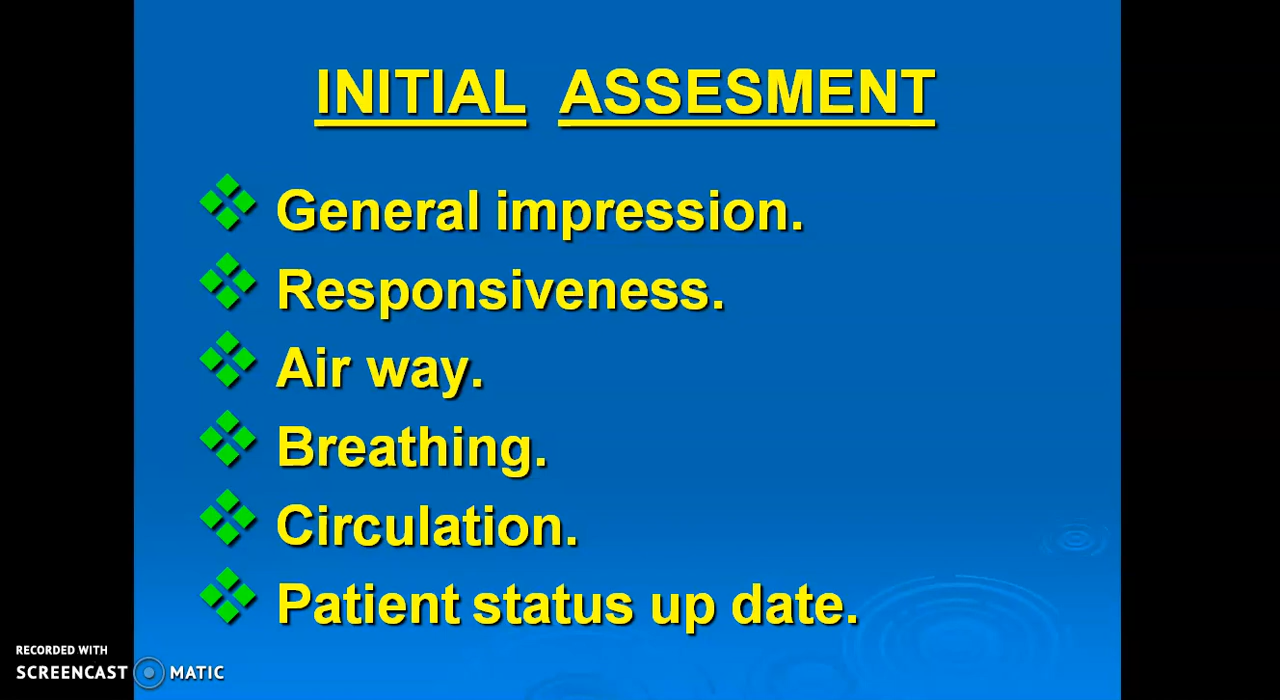 INITIAL ASSESMENT
General impression.
Responsiveness.
Air way.
Breathing.
Circulation.
Patient status up date.
RECORDED WITH
SCREENCAST MATIC